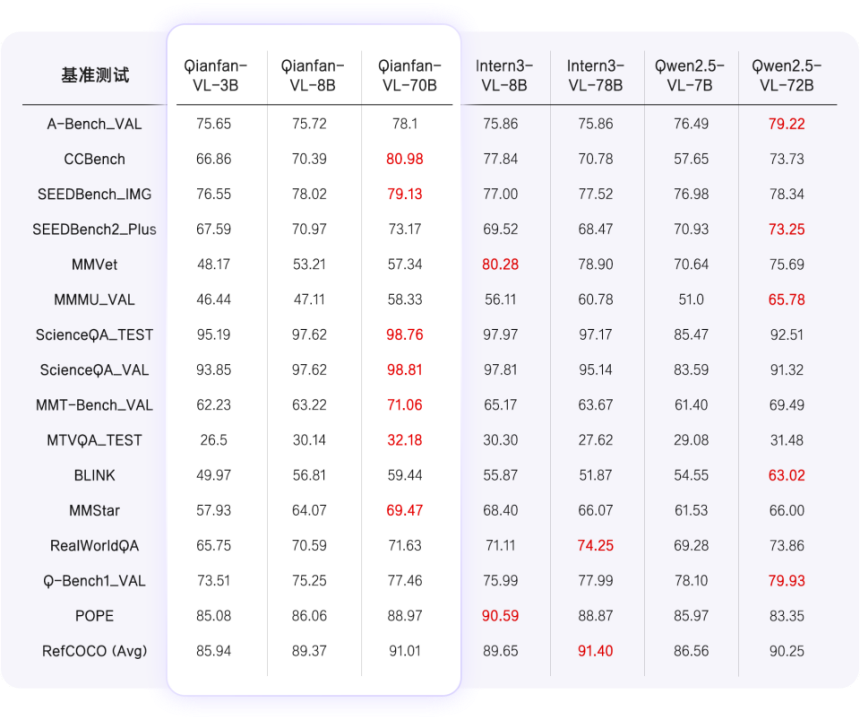 基准测试 Qianfan-VL-3B Qianfan-VL-8B Qianfan-VL-70B Intern3-VL-8B Intern3-VL-78B Qwen2.5-VL-7B Qwen2.5-VL-72B
A-Bench_VAL 75.65 75.72 78.1 75.86 75.86 76.49 79.22
CCBench 66.86 70.39 80.98 77.84 70.78 57.65 73.73
SEEDBench_IMG 76.55 78.02 79.13 77.00 77.52 76.98 78.34
SEEDBench2_Plus 67.59 70.97 73.17 69.52 68.47 70.93 73.25
MMVet 48.17 53.21 57.34 80.28 78.90 70.64 75.69
MMMU_VAL 46.44 47.11 58.33 56.11 60.78 51.0 65.78
ScienceQA_TEST 95.19 97.62 98.76 97.97 97.17 85.47 92.51
ScienceQA_VAL 93.85 97.62 98.81 97.81 95.14 83.59 91.32
MMT-Bench_VAL 62.23 63.22 71.06 65.17 63.67 61.40 69.49
MTVQA_TEST 26.5 30.14 32.18 30.30 27.62 29.08 31.48
BLINK 49.97 56.81 59.44 55.87 51.87 54.55 63.02
MMStar 57.93 64.07 69.47 68.40 66.07 61.53 66.00
RealWorldQA 65.75 70.59 71.63 71.11 74.25 69.28 73.86
Q-Bench1_VAL 73.51 75.25 77.46 75.99 77.99 78.10 79.93
POPE 85.08 86.06 88.97 90.59 88.87 85.97 83.35
RefCOCO (Avg) 85.94 89.37 91.01 89.65 91.40 86.56 90.25